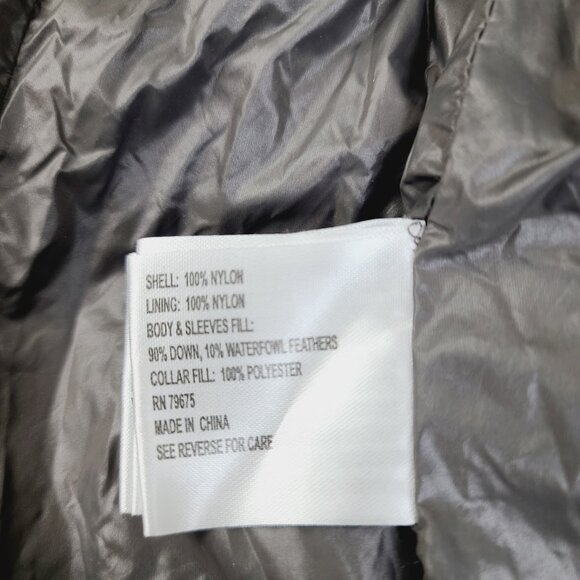 SHELL: 100% NYLON
LINING: 100% NYLON
BODY & SLEEVES FILL:
90% DOWN, 10% WATERFOWL FEATHERS
COLLAR FILL: 100% POLYESTER
RN 79675
MADE IN CHINA
SEE REVERSE FOR CARE